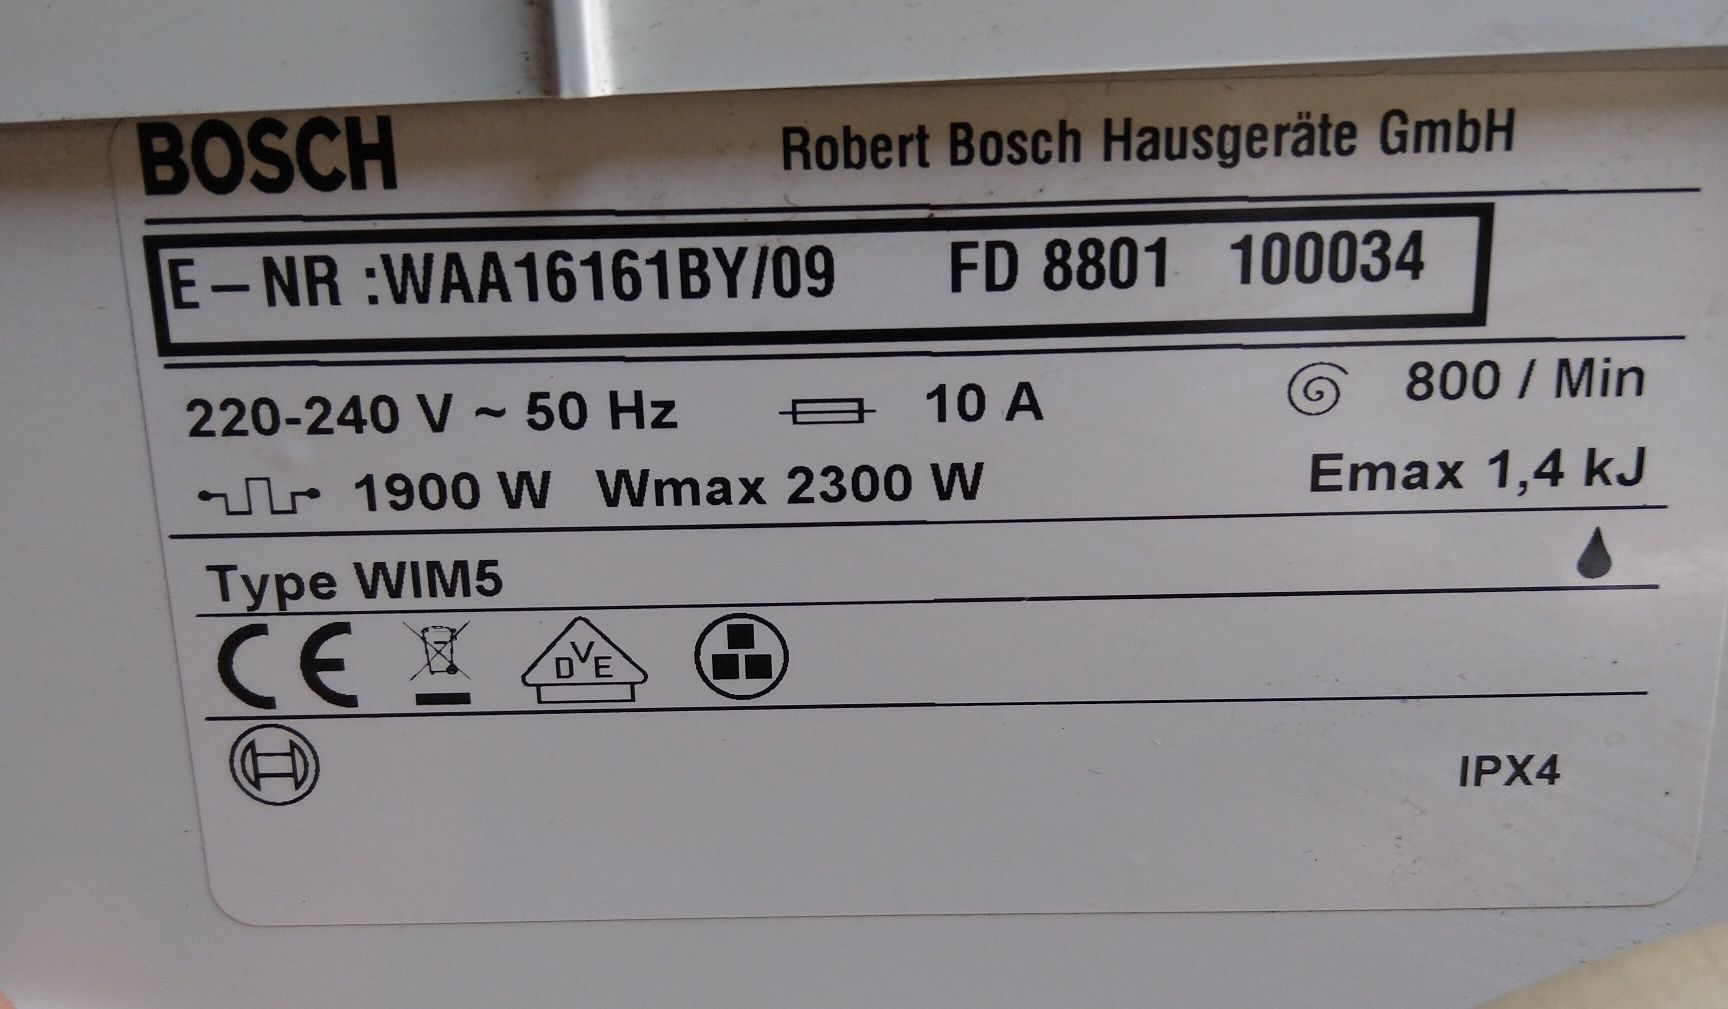 BOSCH Robert Bosch Hausgeräte GmbH
E-NR :WAA16161BY/09 FD 8801 100034
220-240 V ~ 50 Hz 10 A 800 / Min
1900 W Wmax 2300 W Emax 1,4 kJ
Type WIM5
CE DVE
IPX4